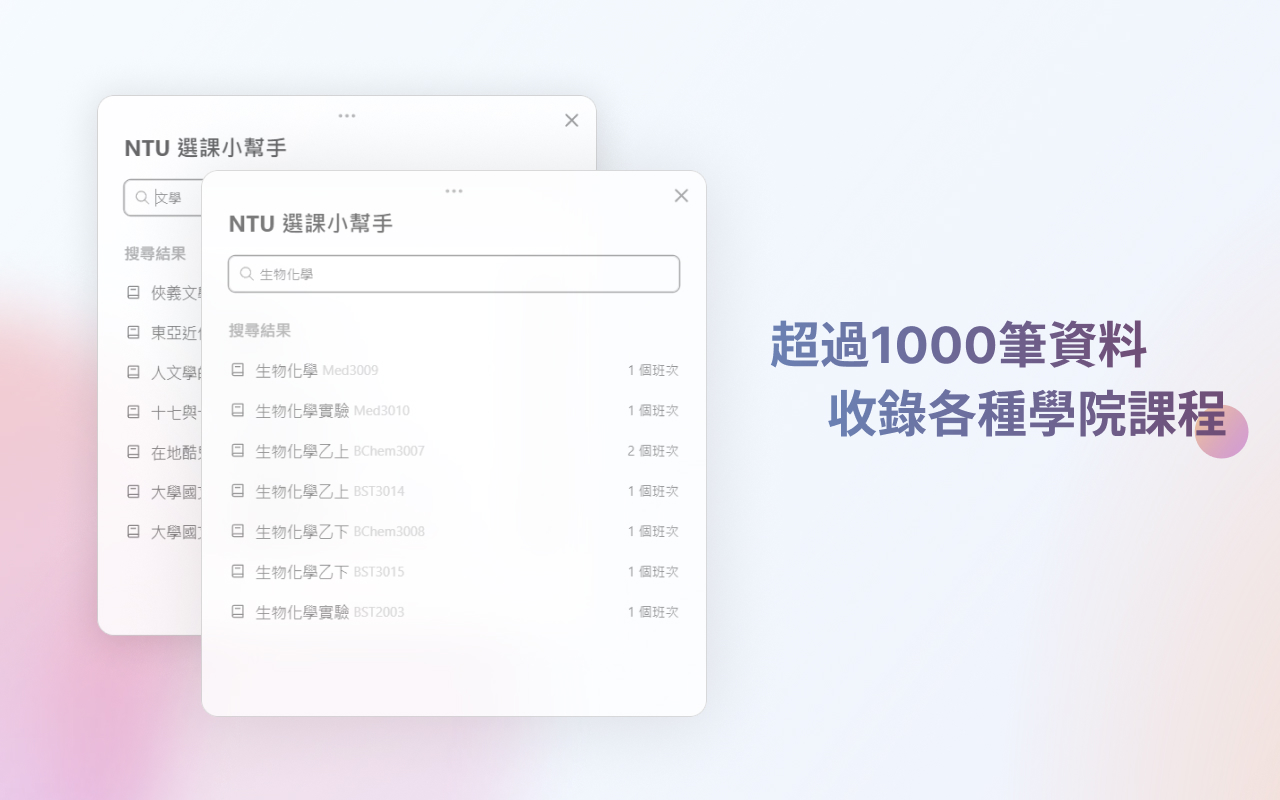 NTU 選課小幫手
文學
搜尋結果
俠義文
東亞近
人文學
十七與
在地酷
大學國
大學國
NTU 選課小幫手
生物化學
搜尋結果
生物化學 Med3009 1 個班次
生物化學實驗 Med3010 1 個班次
生物化學乙上 BChem3007 2 個班次
生物化學乙上 BST3014 1 個班次
生物化學乙下 BChem3008 1 個班次
生物化學乙下 BST3015 1 個班次
生物化學實驗 BST2003 1 個班次
超過1000筆資料
收錄各種學院課程